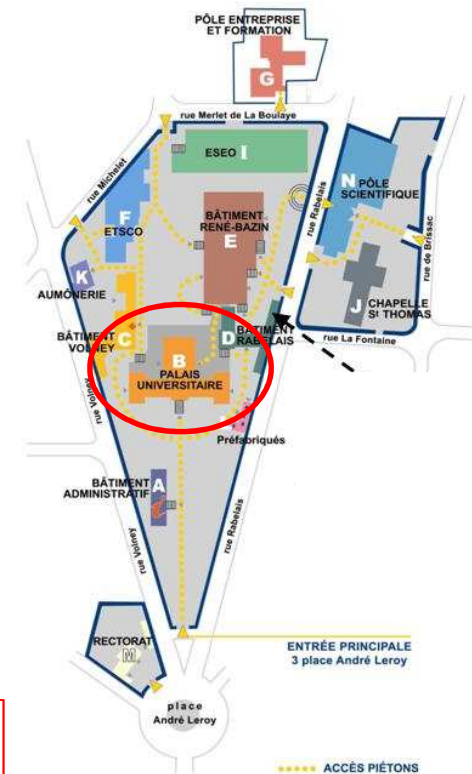 PÔLE ENTREPRISE
ET FORMATION
G
rue Merlet de La Boulaye
ESEO I
rue Michelet
N PÔLE
SCIENTIFIQUE
F
ETSCO
BÂTIMENT
RENÉ-BAZIN
E
rue Rabelais
rue de Brissac
K
AUMÔNERIE
J CHAPELLE
St THOMAS
BÂTIMENT
VOLNEY
C
D
BÂTIMENT
RABELAIS
rue La Fontaine
B
PALAIS
UNIVERSITAIRE
rue Volney
Préfabriqués
BÂTIMENT
ADMINISTRATIF
A
i
rue Volney
rue Rabelais
RECTORAT
M
ENTRÉE PRINCIPALE
3 place André Leroy
place
André Leroy
ACCÈS PIÉTONS